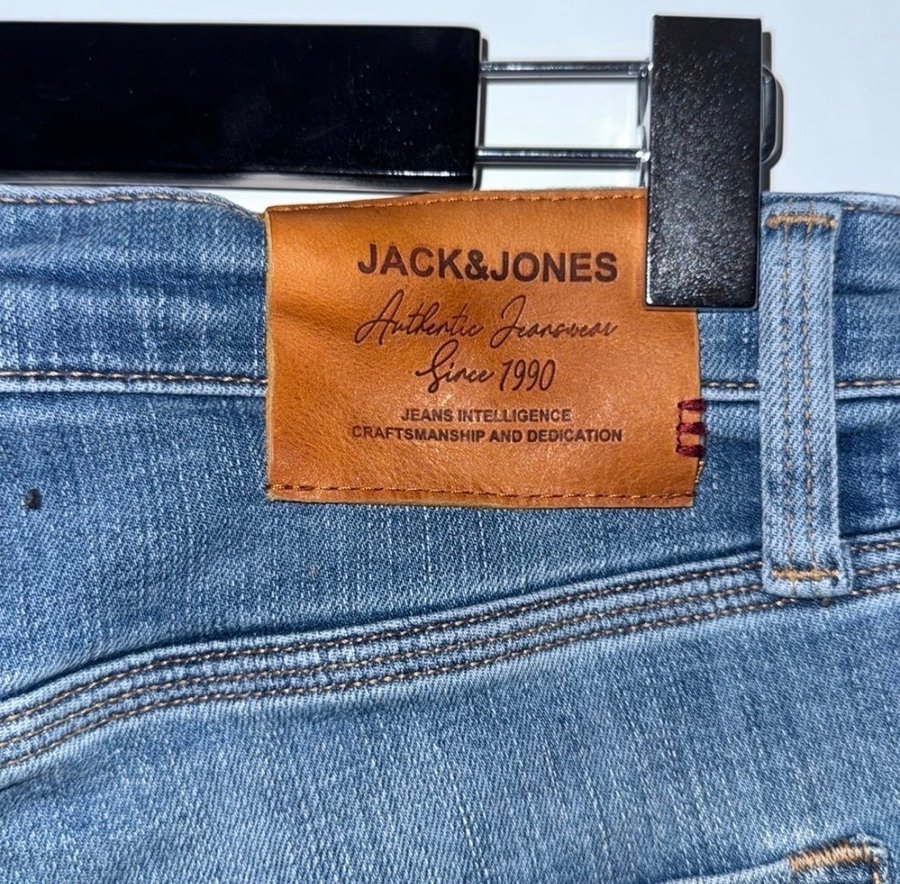 JACK&JONES
Authentic Jeanswear
Since 1990
JEANS INTELLIGENCE
CRAFTSMANSHIP AND DEDICATION